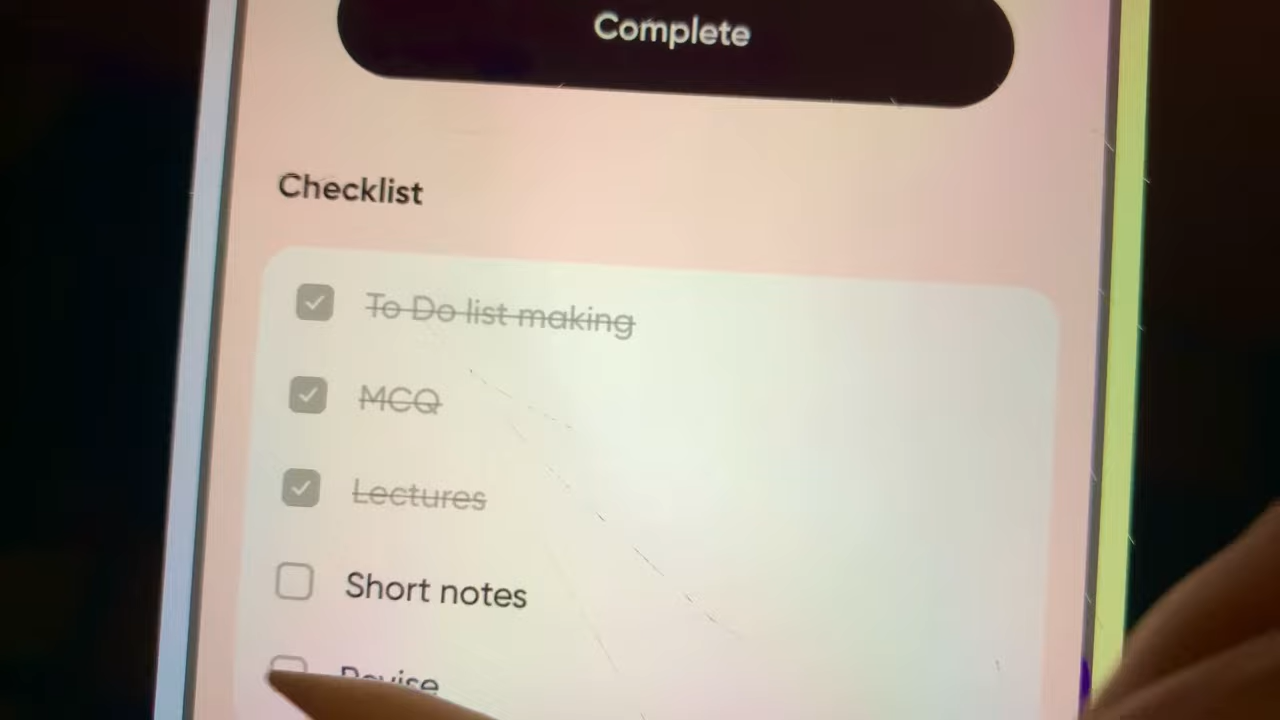 Complete
Checklist
To Do list making
MCQ
Lectures
Short notes
Revise